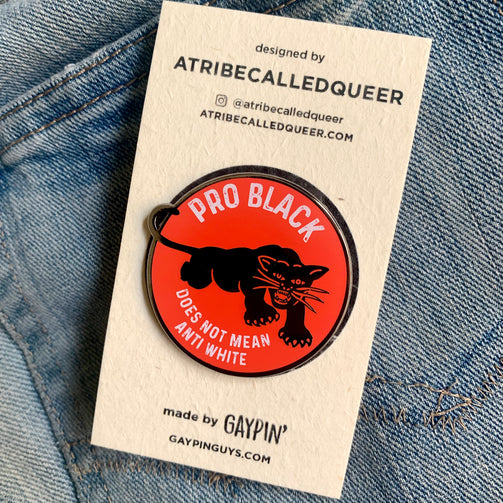 designed by
ATRIBECALLEDQUEER
@atribecalledqueer
ATRIBECALLEDQUEER.COM
PRO BLACK
DOES NOT MEAN
ANTI WHITE
made by GAYPIN'
GAYPINGUYS.COM